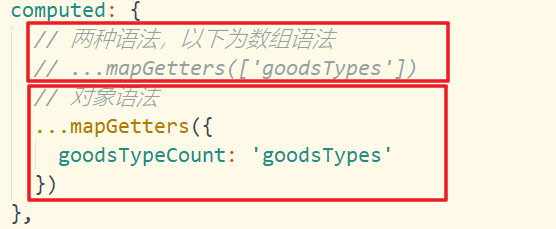 computed: {
// 两种语法，以下为数组语法
// ...mapGetters(['goodsTypes'])
// 对象语法
...mapGetters({
goodsTypeCount: 'goodsTypes'
})
},